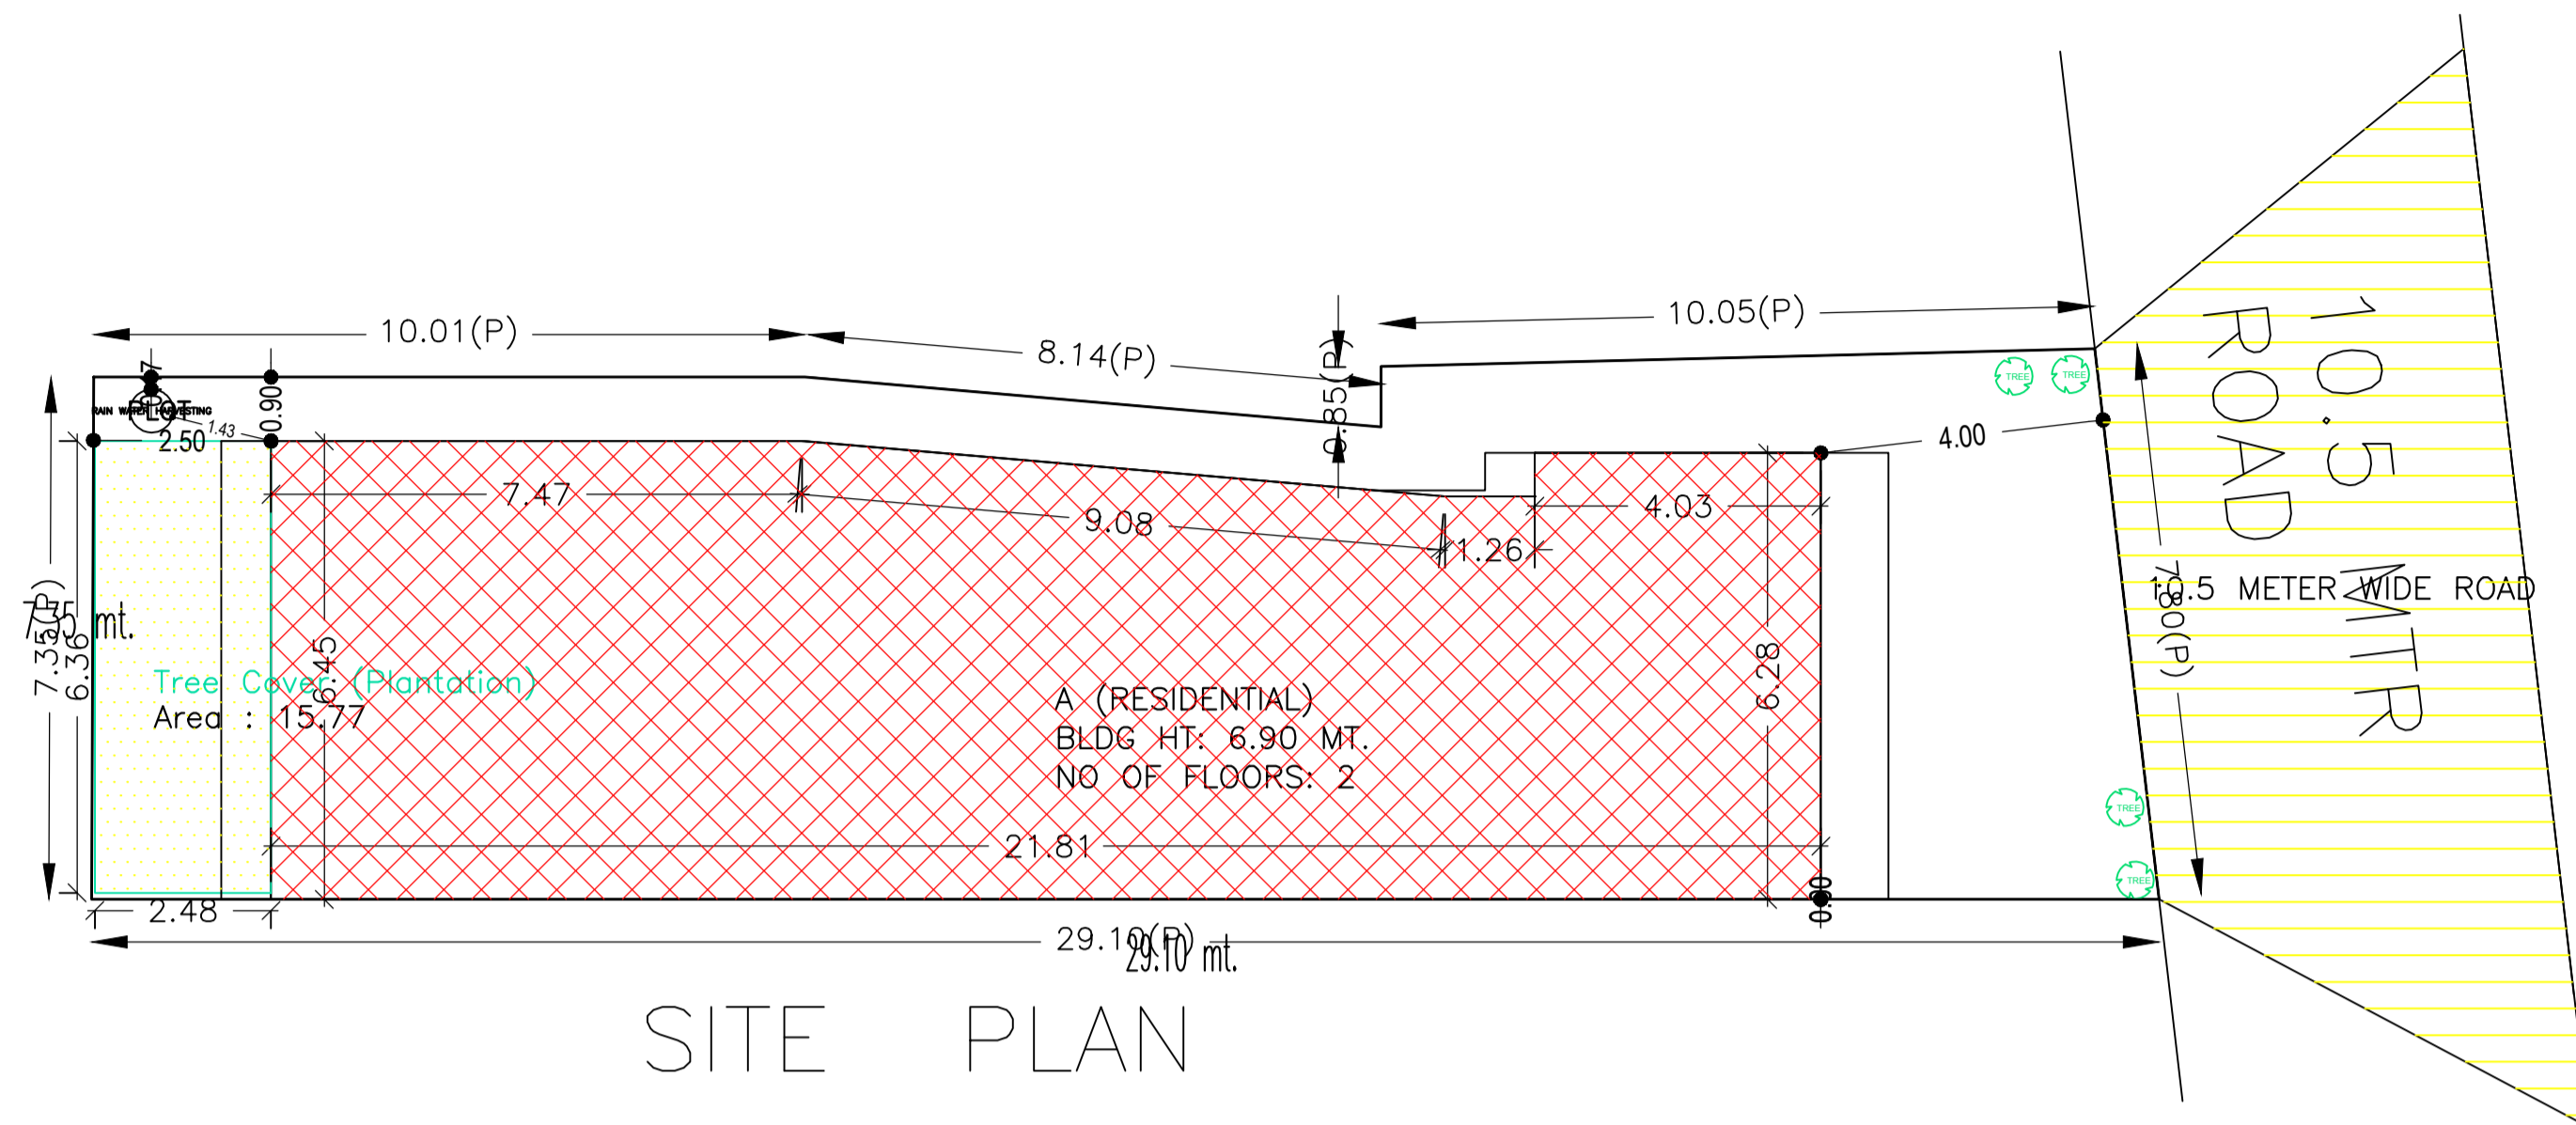 10.01(P)
8.14(P)
0.85(P)
10.05(P)
TREE
TREE
10.5 MTR
ROAD
0.90
RAIN WATER HARVESTING
PLOT
1.43
2.50
4.00
7.47
9.08
1.26
4.03
7.35(P)
7.35 mt.
6.36
6.45
6.28
7.80(P)
10.5 METER WIDE ROAD
Tree Cover (Plantation)
Area : 15.77
A (RESIDENTIAL)
BLDG HT: 6.90 MT.
NO OF FLOORS: 2
TREE
TREE
21.81
2.48
29.10(P)
29.10 mt.
SITE PLAN